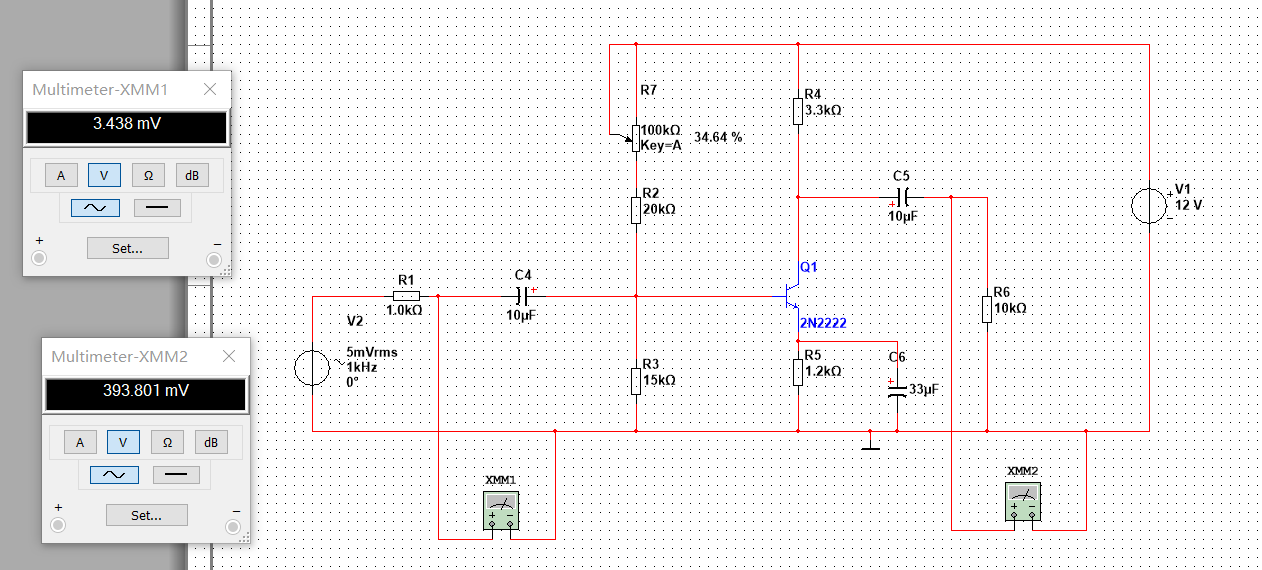 Multimeter-XMM1
3.438 mV
A V Ω dB
+ −
Set...
Multimeter-XMM2
393.801 mV
A V Ω dB
+ −
Set...
R7
100kΩ
Key=A
34.64 %
R4
3.3kΩ
R2
20kΩ
C5
+
10µF
V1
+
12 V
−
Q1
2N2222
R1
1.0kΩ
C4
+
10µF
V2
5mVrms
1kHz
0°
R3
15kΩ
R5
1.2kΩ
C6
+
33µF
R6
10kΩ
XMM1
+ −
XMM2
+ −